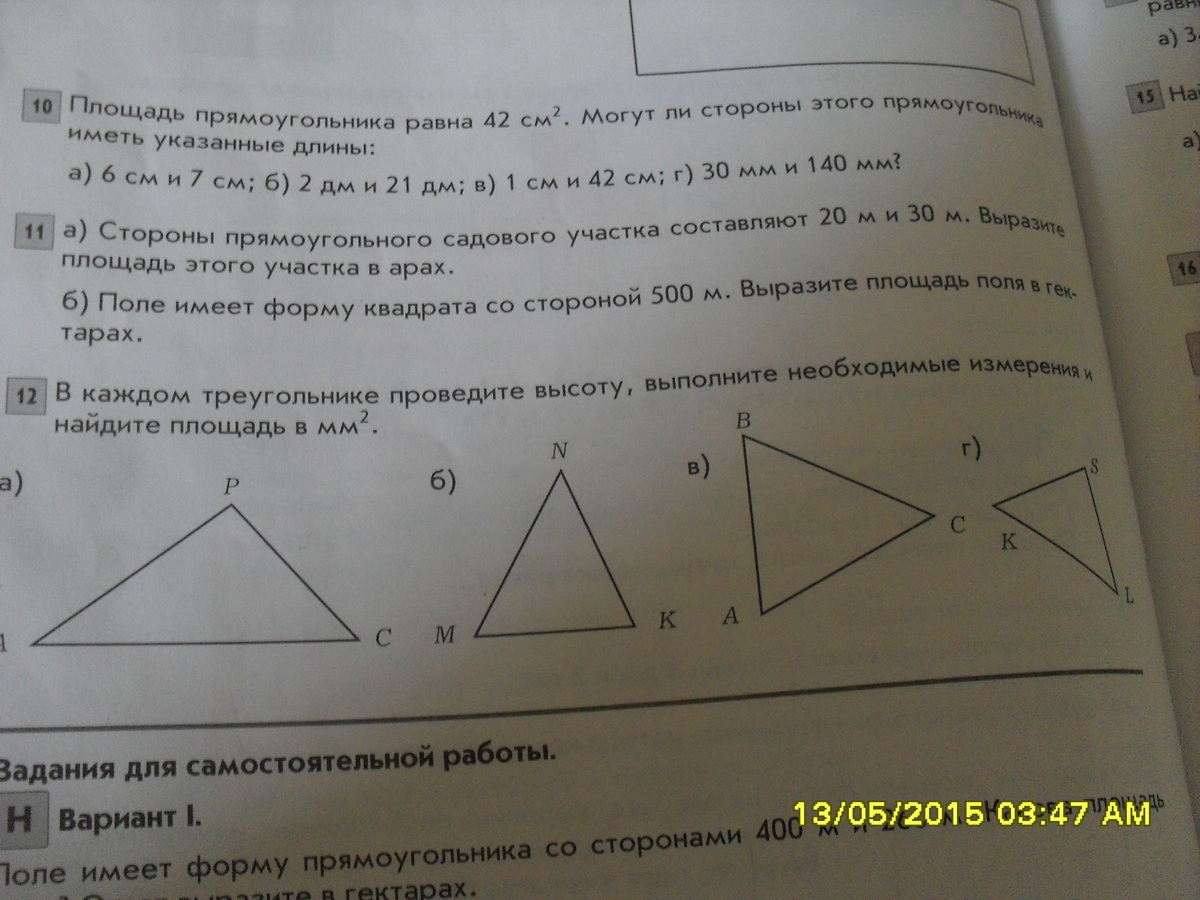 10 Площадь прямоугольника равна 42 см². Могут ли стороны этого прямоугольника
иметь указанные длины:
а) 6 см и 7 см; б) 2 дм и 21 дм; в) 1 см и 42 см; г) 30 мм и 140 мм?
11 а) Стороны прямоугольного садового участка составляют 20 м и 30 м. Выразите
площадь этого участка в арах.
б) Поле имеет форму квадрата со стороной 500 м. Выразите площадь поля в гек-
тарах.
12 В каждом треугольнике проведите высоту, выполните необходимые измерения и
найдите площадь в мм².
а)
P
A
C
б)
N
M
K
в)
B
A
C
г)
S
K
L
Задания для самостоятельной работы.
Н Вариант I.
Поле имеет форму прямоугольника со сторонами 400 м и площадь
выразите в гектарах.
13/05/2015 03:47 AM
а) 3
15 На
а)
16